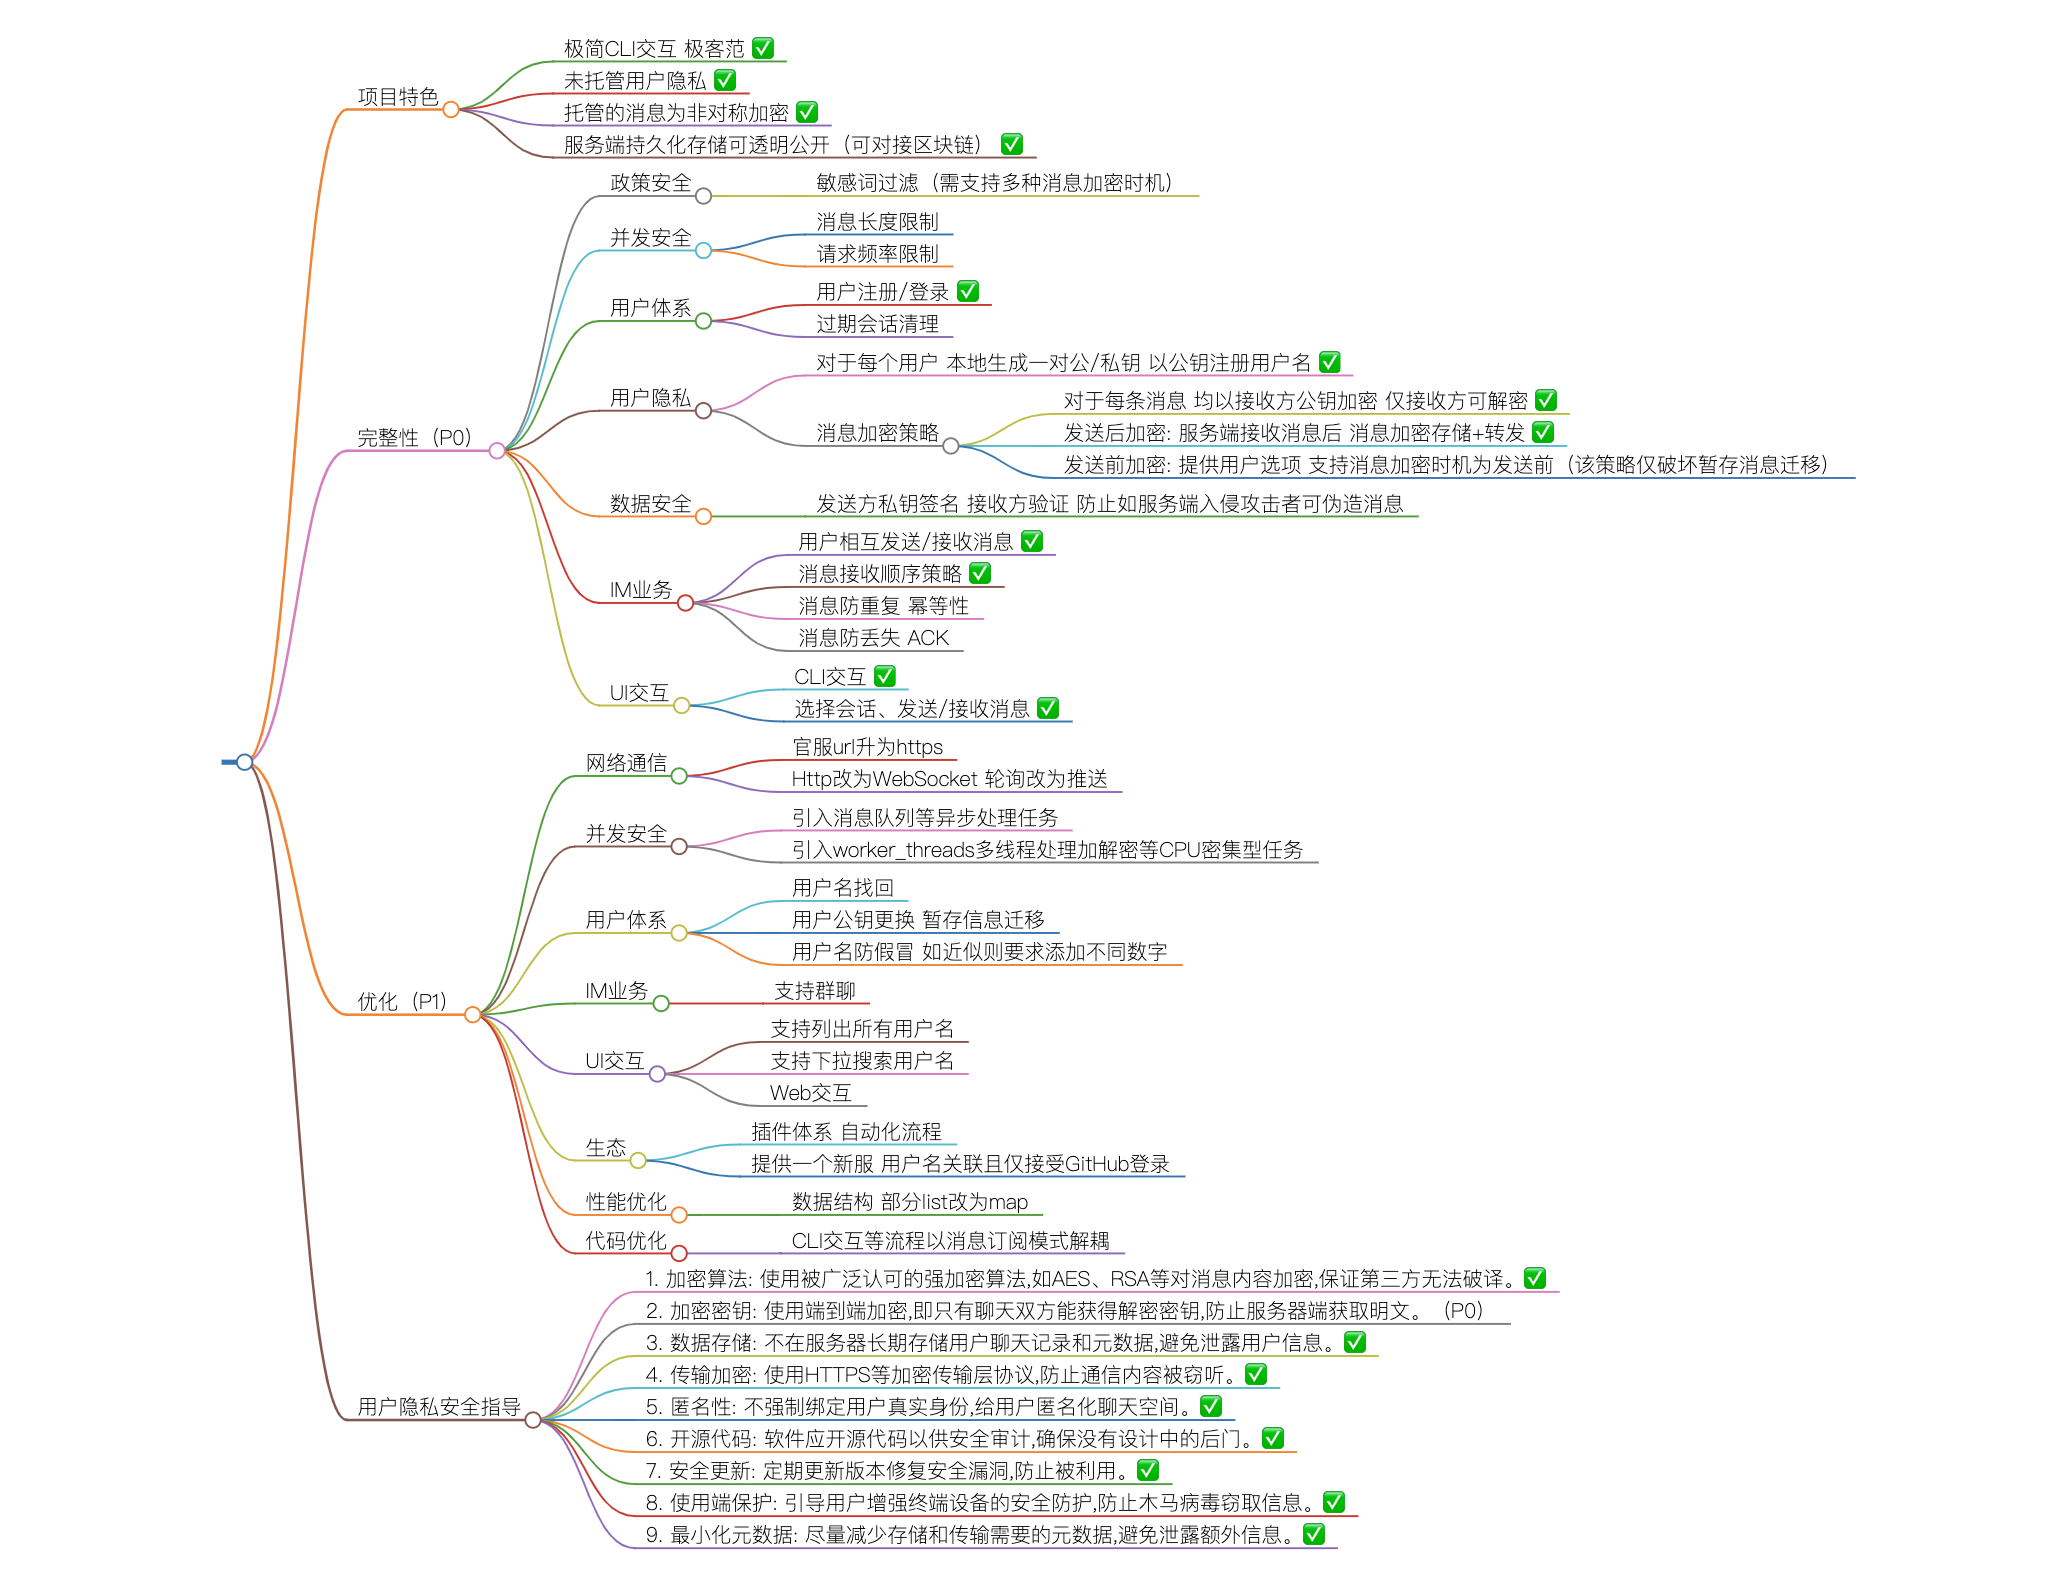 项目特色
极简CLI交互 极客范 ✅
未托管用户隐私 ✅
托管的消息为非对称加密 ✅
服务端持久化存储可透明公开（可对接区块链） ✅
完整性（P0）
政策安全
敏感词过滤（需支持多种消息加密时机）
并发安全
消息长度限制
请求频率限制
用户体系
用户注册/登录 ✅
过期会话清理
用户隐私
对于每个用户 本地生成一对公/私钥 以公钥注册用户名 ✅
消息加密策略
对于每条消息 均以接收方公钥加密 仅接收方可解密 ✅
发送后加密: 服务端接收消息后 消息加密存储+转发 ✅
发送前加密: 提供用户选项 支持消息加密时机为发送前（该策略仅破坏暂存消息迁移）
数据安全
发送方私钥签名 接收方验证 防止如服务端入侵攻击者可伪造消息
IM业务
用户相互发送/接收消息 ✅
消息接收顺序策略 ✅
消息防重复 幂等性
消息防丢失 ACK
UI交互
CLI交互 ✅
选择会话、发送/接收消息 ✅
优化（P1）
网络通信
官服url升为https
Http改为WebSocket 轮询改为推送
并发安全
引入消息队列等异步处理任务
引入worker_threads多线程处理加解密等CPU密集型任务
用户体系
用户名找回
用户公钥更换 暂存信息迁移
用户名防假冒 如近似则要求添加不同数字
IM业务
支持群聊
UI交互
支持列出所有用户名
支持下拉搜索用户名
Web交互
生态
插件体系 自动化流程
提供一个新服 用户名关联且仅接受GitHub登录
性能优化
数据结构 部分list改为map
代码优化
CLI交互等流程以消息订阅模式解耦
用户隐私安全指导
1. 加密算法: 使用被广泛认可的强加密算法,如AES、RSA等对消息内容加密,保证第三方无法破译。✅
2. 加密密钥: 使用端到端加密,即只有聊天双方能获得解密密钥,防止服务器端获取明文。（P0）
3. 数据存储: 不在服务器长期存储用户聊天记录和元数据,避免泄露用户信息。✅
4. 传输加密: 使用HTTPS等加密传输层协议,防止通信内容被窃听。✅
5. 匿名性: 不强制绑定用户真实身份,给用户匿名化聊天空间。✅
6. 开源代码: 软件应开源代码以供安全审计,确保没有设计中的后门。✅
7. 安全更新: 定期更新版本修复安全漏洞,防止被利用。✅
8. 使用端保护: 引导用户增强终端设备的安全防护,防止木马病毒窃取信息。✅
9. 最小化元数据: 尽量减少存储和传输需要的元数据,避免泄露额外信息。✅